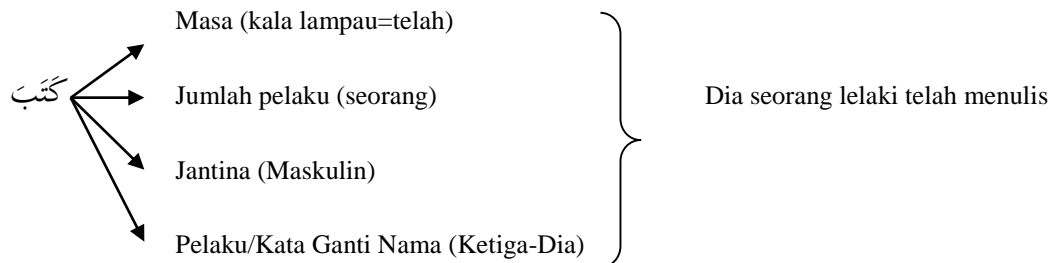 Masa (kala lampau=telah)
كَتَبَ
Jumlah pelaku (seorang)
Dia seorang lelaki telah menulis
Jantina (Maskulin)
Pelaku/Kata Ganti Nama (Ketiga-Dia)